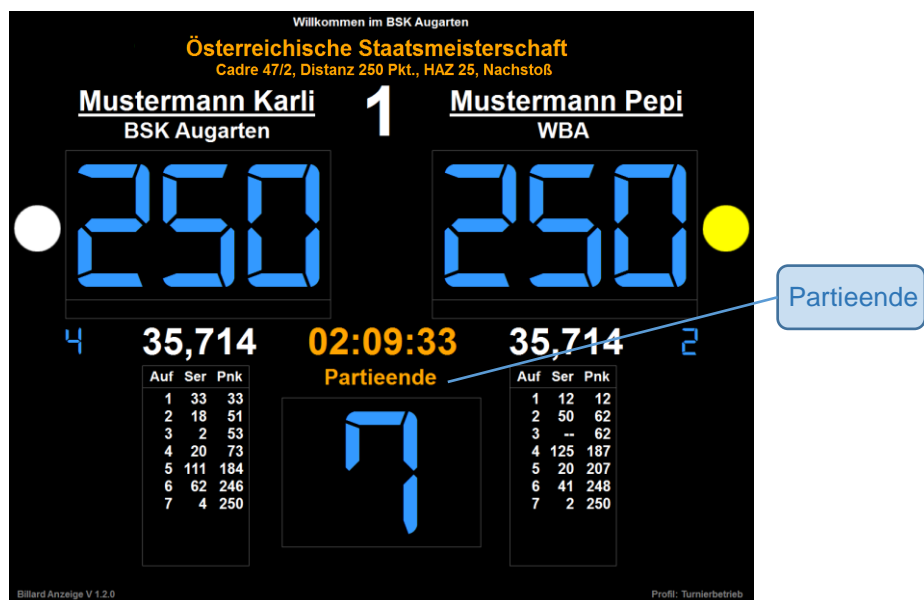 Willkommen im BSK Augarten
Österreichische Staatsmeisterschaft
Cadre 47/2, Distanz 250 Pkt., HAZ 25, Nachstoß
Mustermann Karli 1 Mustermann Pepi
BSK Augarten WBA
250 250
Partieende
4 35,714 02:09:33 35,714 2
Partieende
Auf Ser Pnk
1 33 33
2 18 51
3 2 53
4 20 73
5 111 184
6 62 246
7 4 250
7
Auf Ser Pnk
1 12 12
2 50 62
3 -- 62
4 125 187
5 20 207
6 41 248
7 2 250
Billard Anzeige V 1.2.0 Profil: Turnierbetrieb